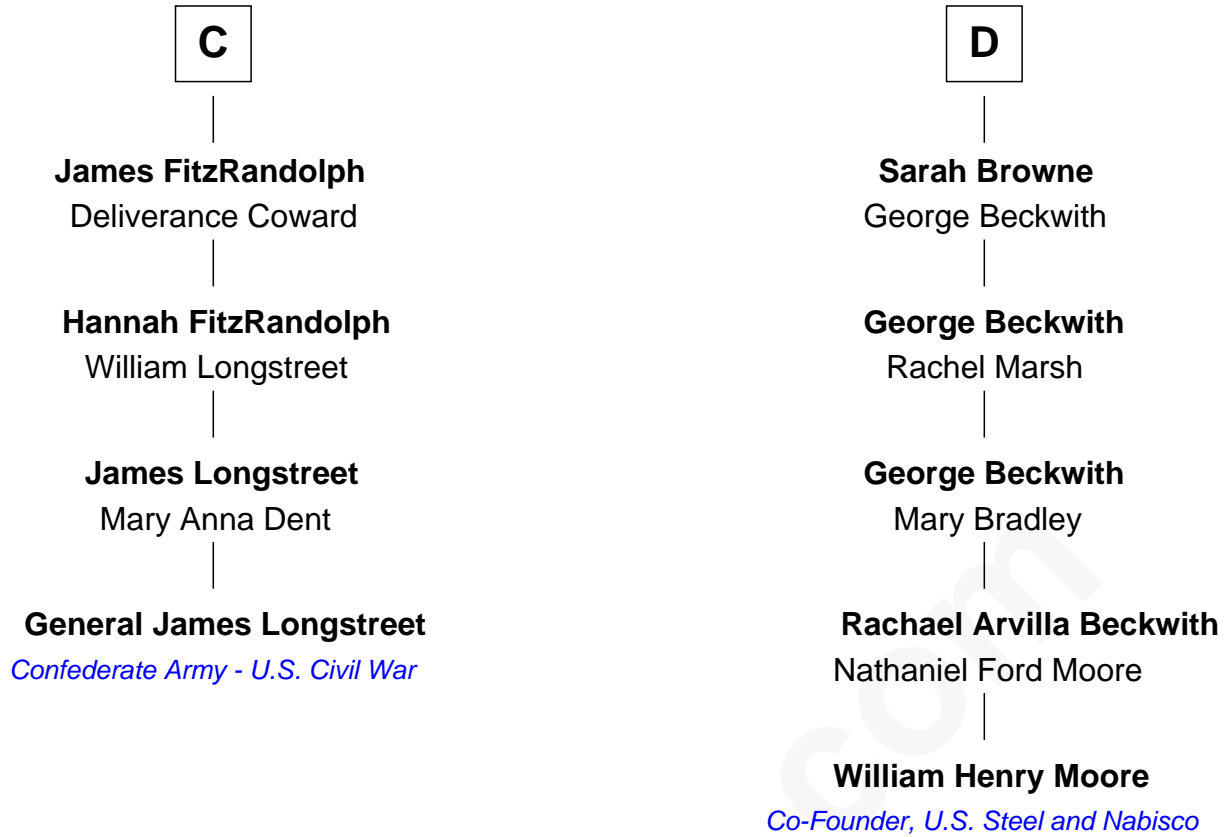 C
James FitzRandolph
Deliverance Coward
Hannah FitzRandolph
William Longstreet
James Longstreet
Mary Anna Dent
General James Longstreet
Confederate Army - U.S. Civil War
D
Sarah Browne
George Beckwith
George Beckwith
Rachel Marsh
George Beckwith
Mary Bradley
Rachael Arvilla Beckwith
Nathaniel Ford Moore
William Henry Moore
Co-Founder, U.S. Steel and Nabisco
com